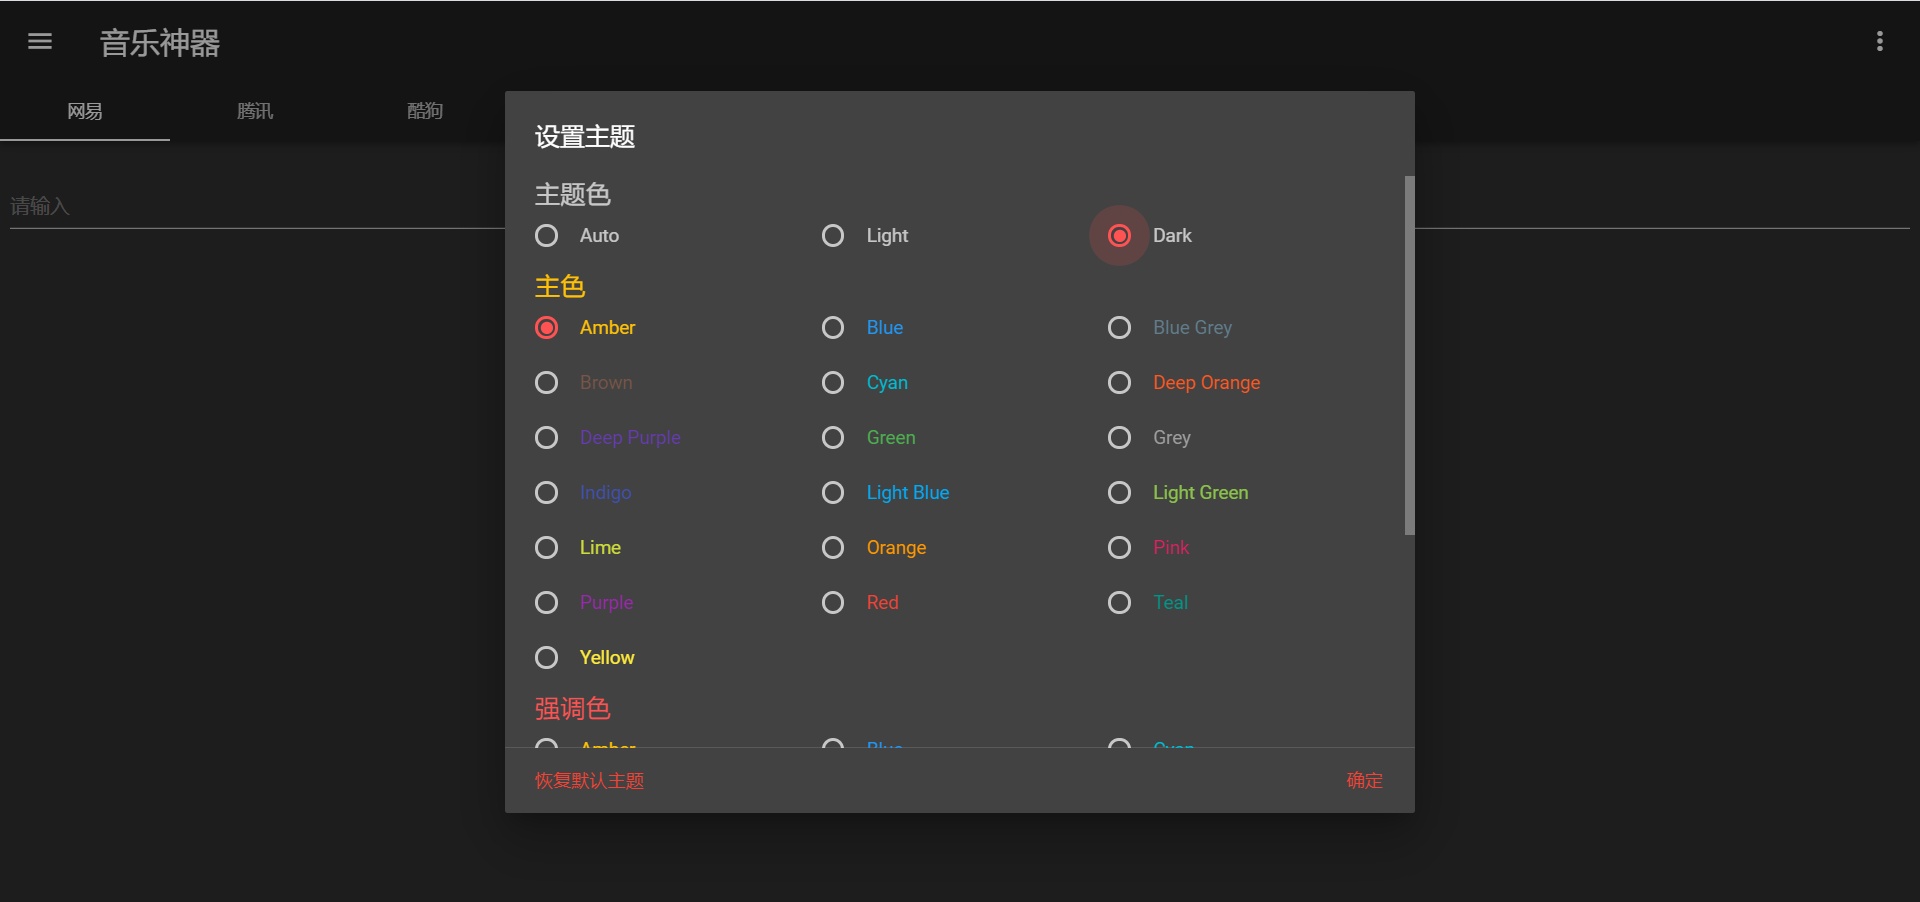 音乐神器
网易 腾讯 酷狗
请输入
设置主题
主题色
Auto Light Dark
主色
Amber Blue Blue Grey
Brown Cyan Deep Orange
Deep Purple Green Grey
Indigo Light Blue Light Green
Lime Orange Pink
Purple Red Teal
Yellow
强调色
Amber Blue Cyan
恢复默认主题 确定